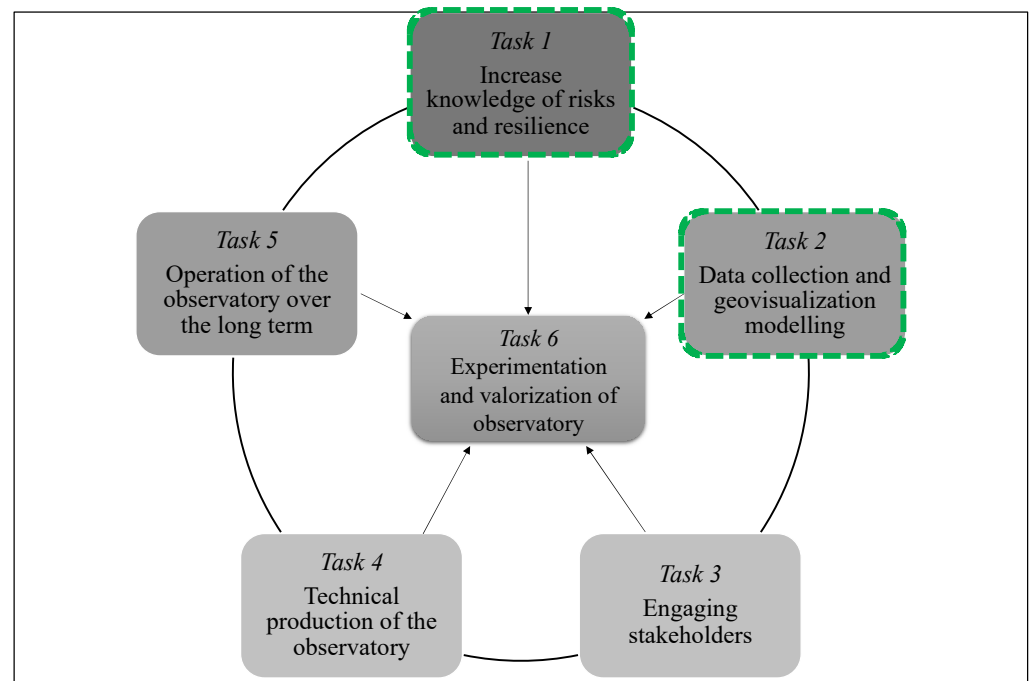 Task 1
Increase
knowledge of risks
and resilience
Task 5
Operation of the
observatory over
the long term
Task 2
Data collection and
geovisualization
modelling
Task 6
Experimentation
and valorization of
observatory
Task 4
Technical
production of the
observatory
Task 3
Engaging
stakeholders